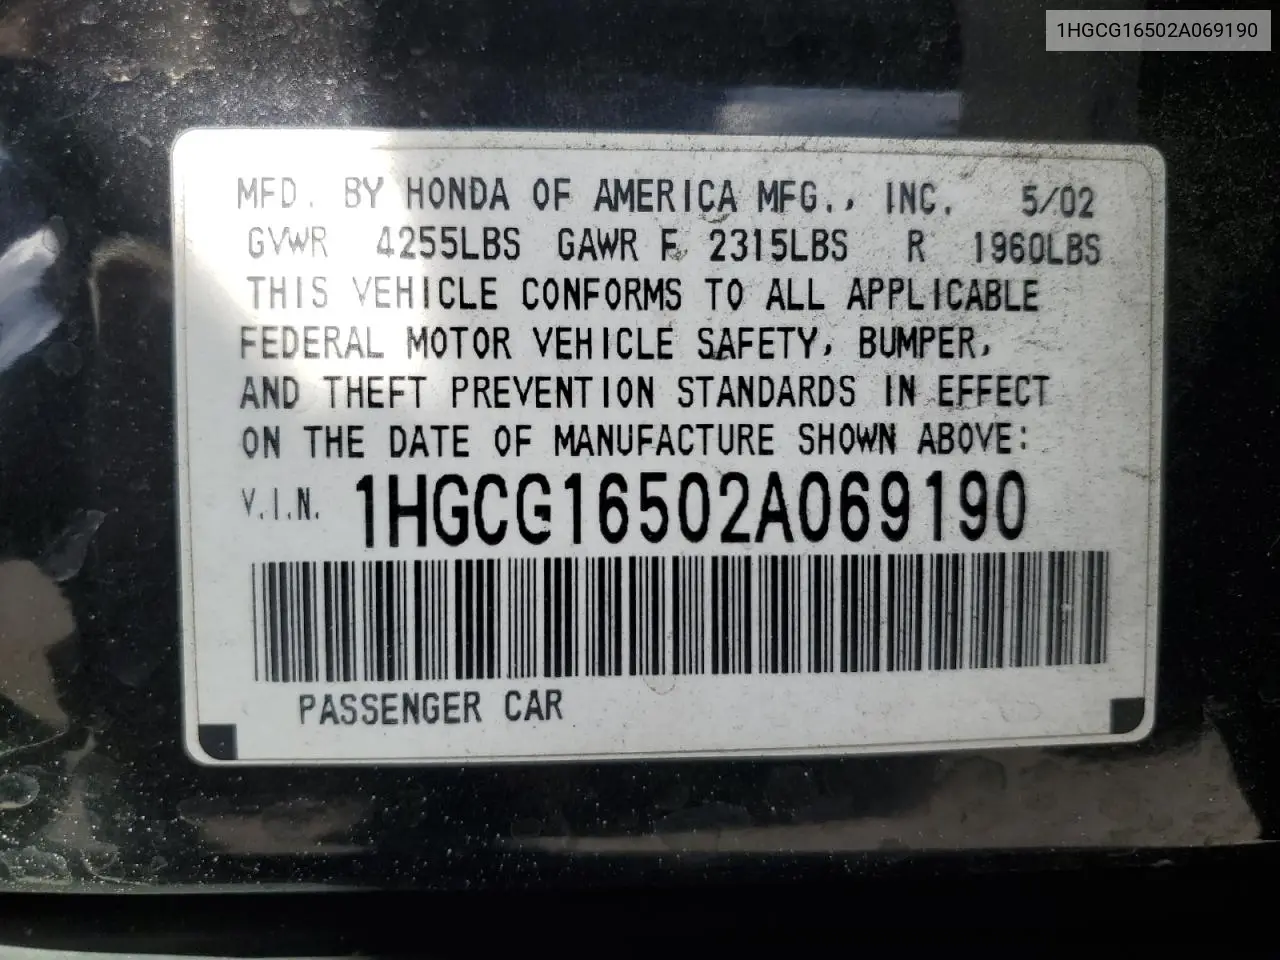 1HGCG16502A069190
MFD. BY HONDA OF AMERICA MFG., INC. 5/02
GVWR 4255LBS GAWR F 2315LBS R 1960LBS
THIS VEHICLE CONFORMS TO ALL APPLICABLE
FEDERAL MOTOR VEHICLE SAFETY, BUMPER,
AND THEFT PREVENTION STANDARDS IN EFFECT
ON THE DATE OF MANUFACTURE SHOWN ABOVE:
V.I.N. 1HGCG16502A069190
PASSENGER CAR